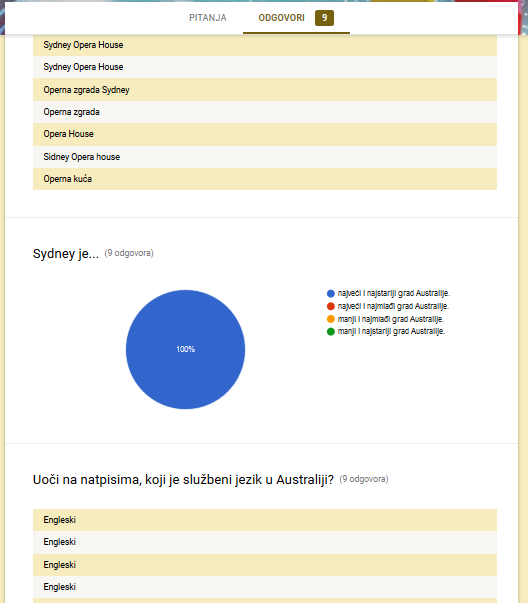 PITANJA
ODGOVORI 9
Sydney Opera House
Sydney Opera House
Operna zgrada Sydney
Operna zgrada
Opera House
Sidney Opera house
Operna kuća
Sydney je... (9 odgovora)
100%
najveći i najstariji grad Australije.
najveći i najmlađi grad Australije.
manji i najmlađi grad Australije.
manji i najstariji grad Australije.
Uoči na natpisima, koji je službeni jezik u Australiji? (9 odgovora)
Engleski
Engleski
Engleski
Engleski